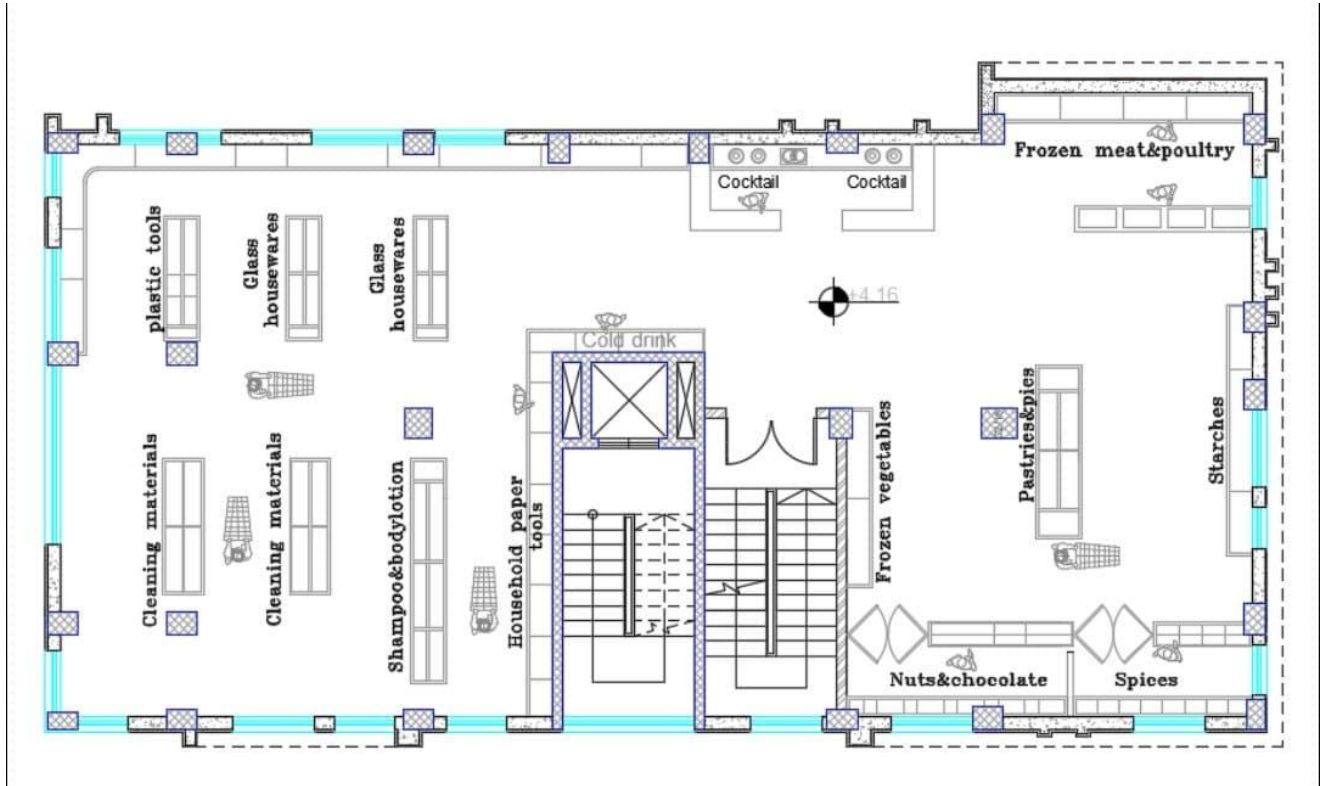 Frozen meat&poultry
Cocktail
Cocktail
plastic tools
Glass
housewares
Glass
housewares
+4.16
Cold drink
Cleaning materials
Cleaning materials
Shampoo&bodylotion
Household paper
tools
Frozen vegetables
Pastries&pies
Starches
Nuts&chocolate
Spices